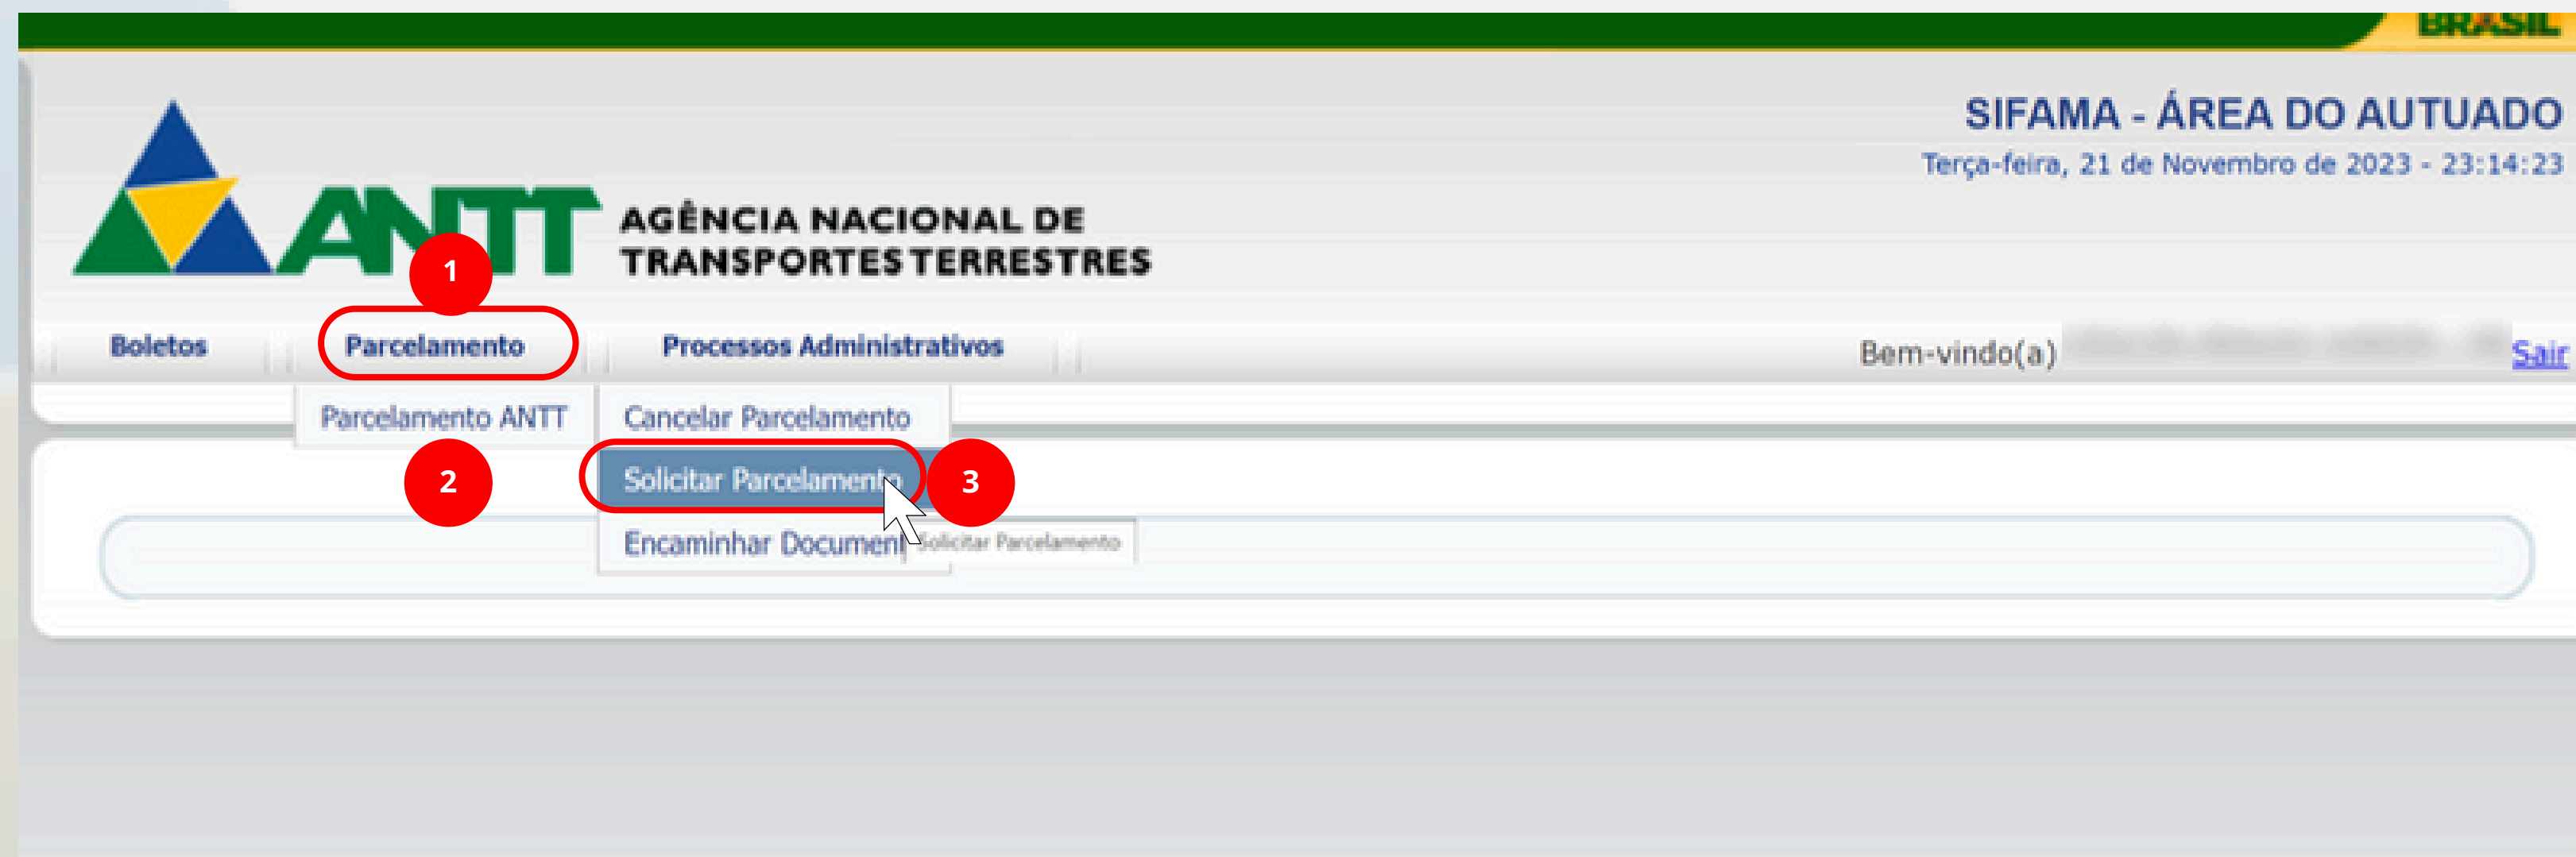 BRASIL
SIFAMA - ÁREA DO AUTUADO
Terça-feira, 21 de Novembro de 2023 - 23:14:23
ANTT
AGÊNCIA NACIONAL DE
TRANSPORTES TERRESTRES
1
Boletos Parcelamento Processos Administrativos
Bem-vindo(a) Sair
Parcelamento ANTT Cancelar Parcelamento
2 Solicitar Parcelamento 3
Encaminhar Document Solicitar Parcelamento